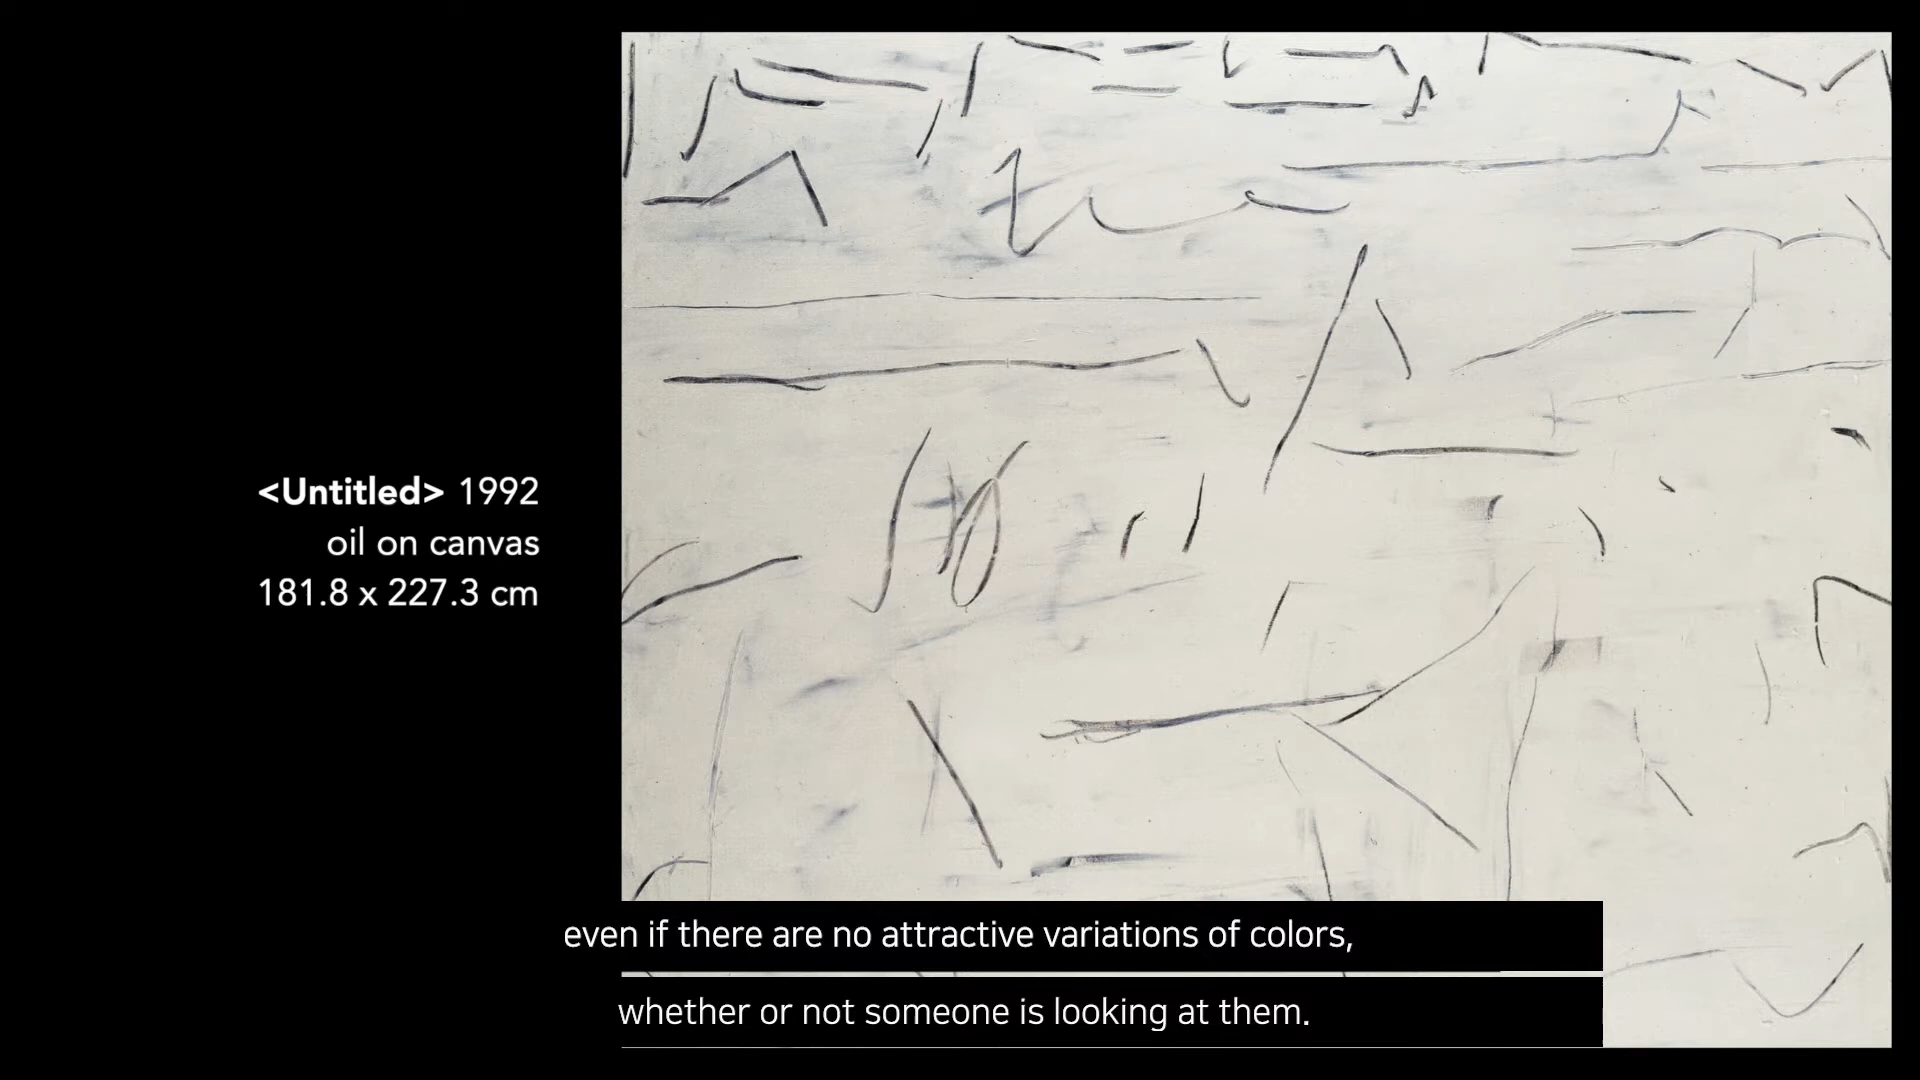 <Untitled> 1992
oil on canvas
181.8 x 227.3 cm
even if there are no attractive variations of colors,
whether or not someone is looking at them.